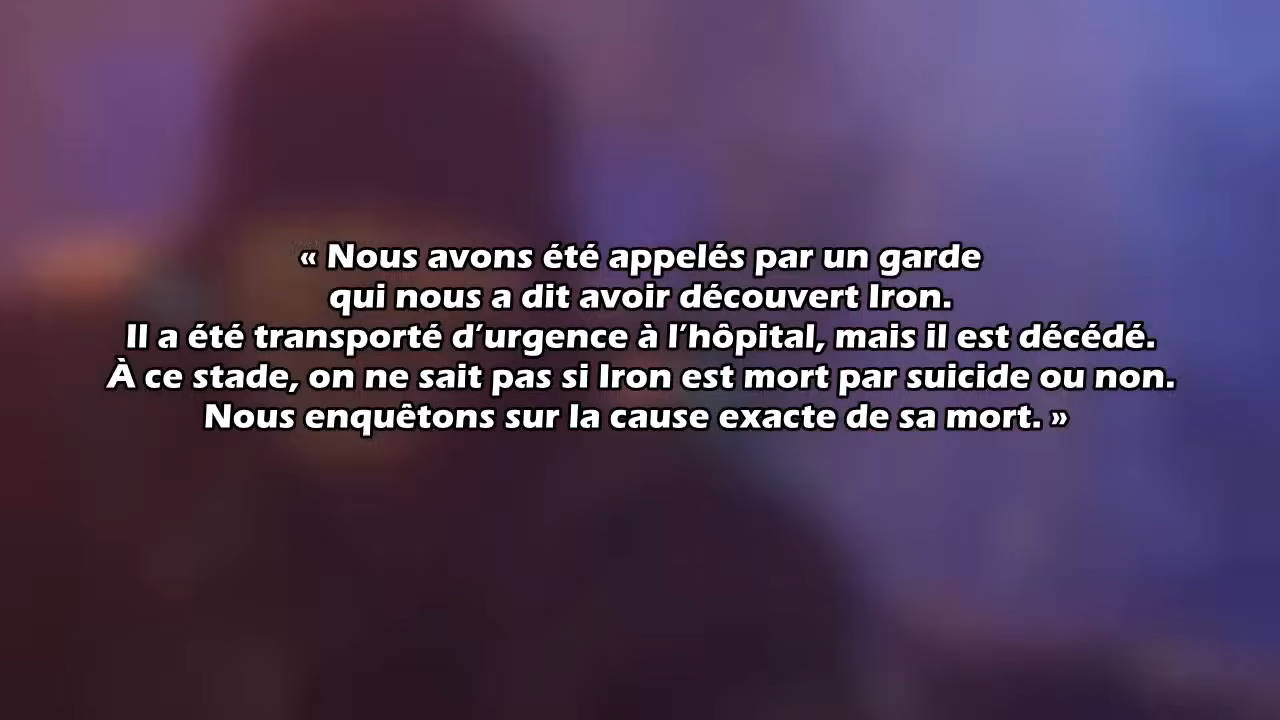 « Nous avons été appelés par un garde
qui nous a dit avoir découvert Iron.
Il a été transporté d’urgence à l’hôpital, mais il est décédé.
À ce stade, on ne sait pas si Iron est mort par suicide ou non.
Nous enquêtons sur la cause exacte de sa mort. »